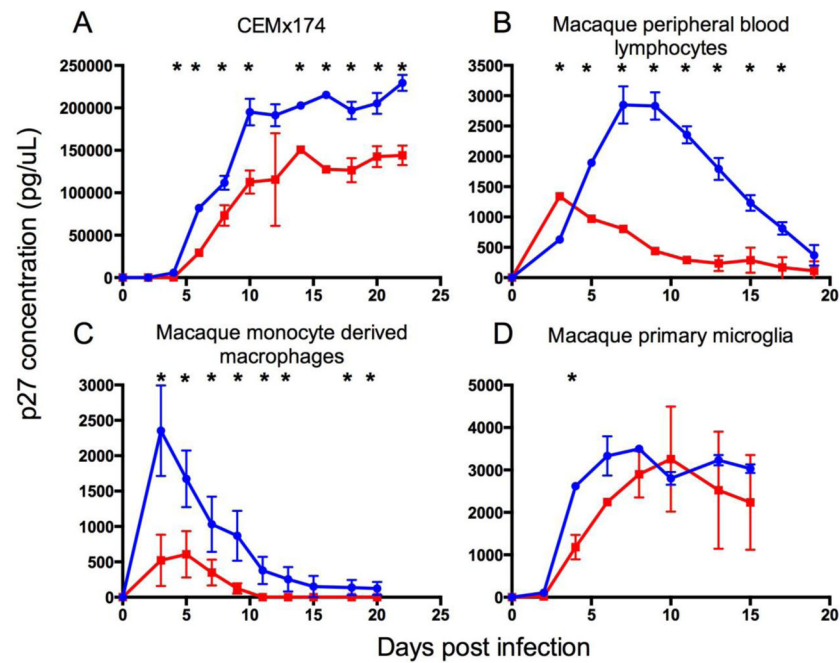 A
CEMx174
* * * * * * * * *
250000
200000
150000
100000
50000
0
0 5 10 15 20 25
B
Macaque peripheral blood
lymphocytes
* * * * * * * *
3500
3000
2500
2000
1500
1000
500
0
0 5 10 15 20
C
Macaque monocyte derived
macrophages
* * * * * * * *
3000
2500
2000
1500
1000
500
0
0 5 10 15 20 25
D
Macaque primary microglia
*
5000
4000
3000
2000
1000
0
0 5 10 15 20
p27 concentration (pg/uL)
Days post infection